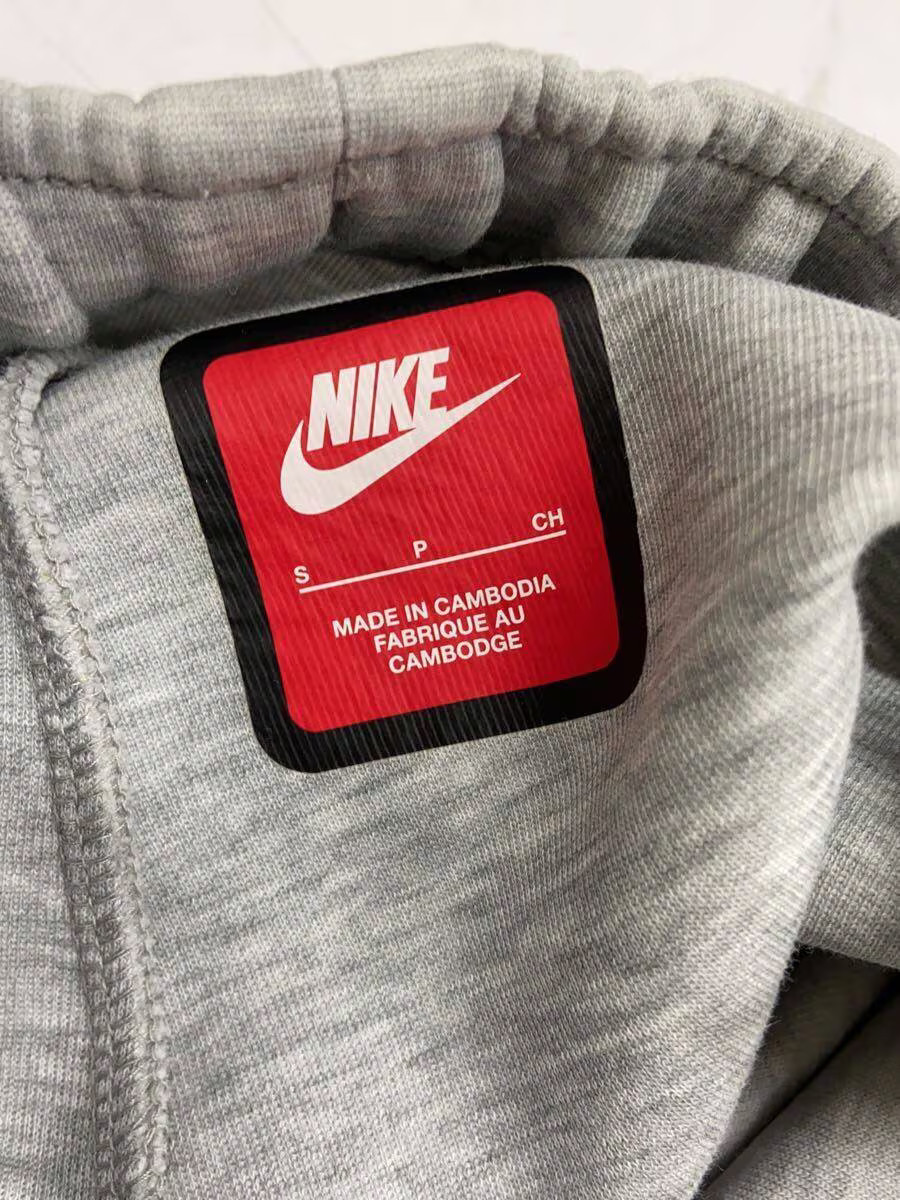 NIKE
S P CH
MADE IN CAMBODIA
FABRIQUE AU
CAMBODGE